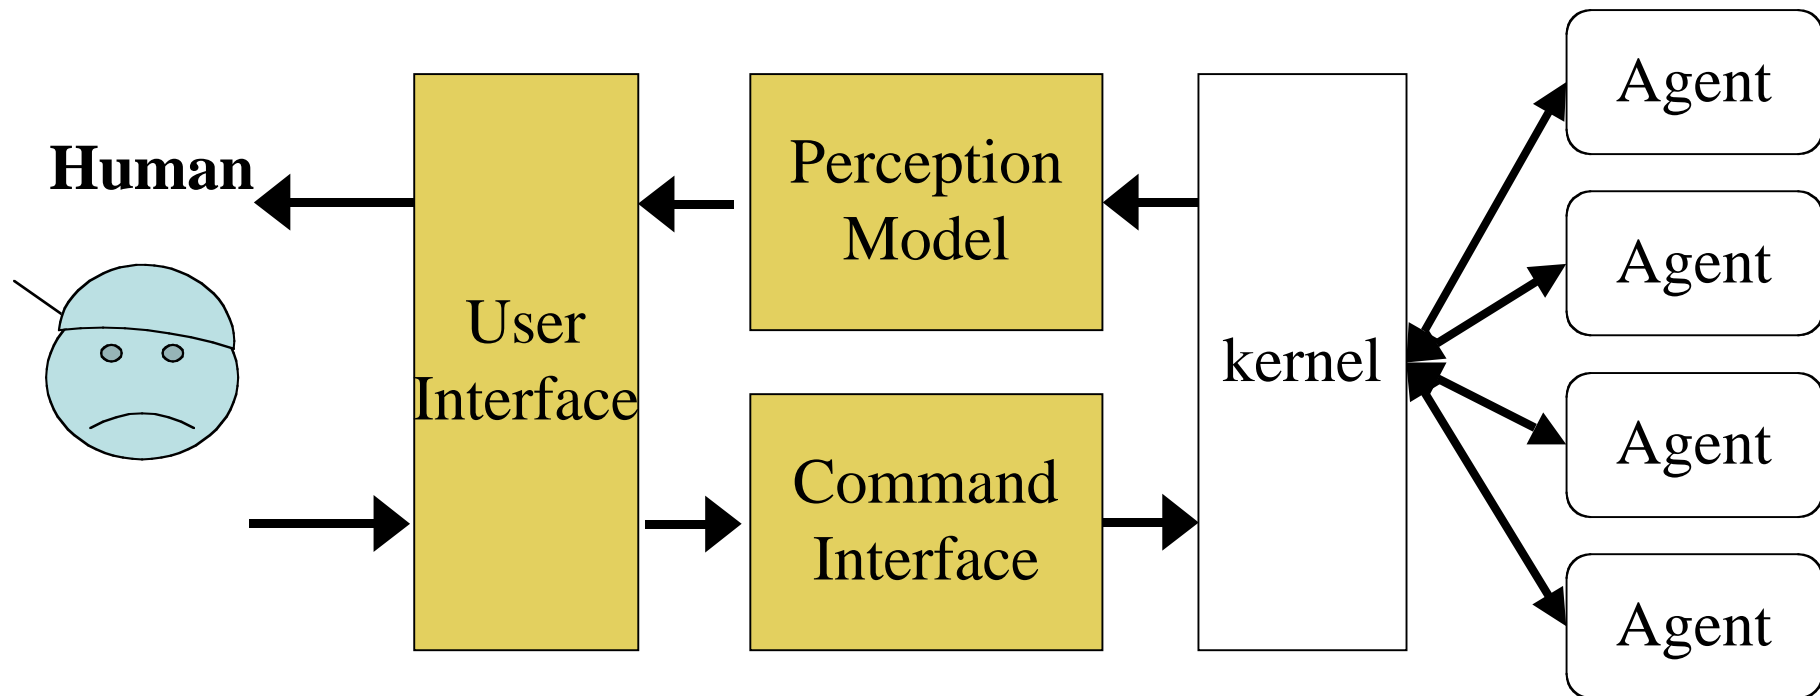 Human
User
Interface
Perception
Model
Command
Interface
kernel
Agent
Agent
Agent
Agent